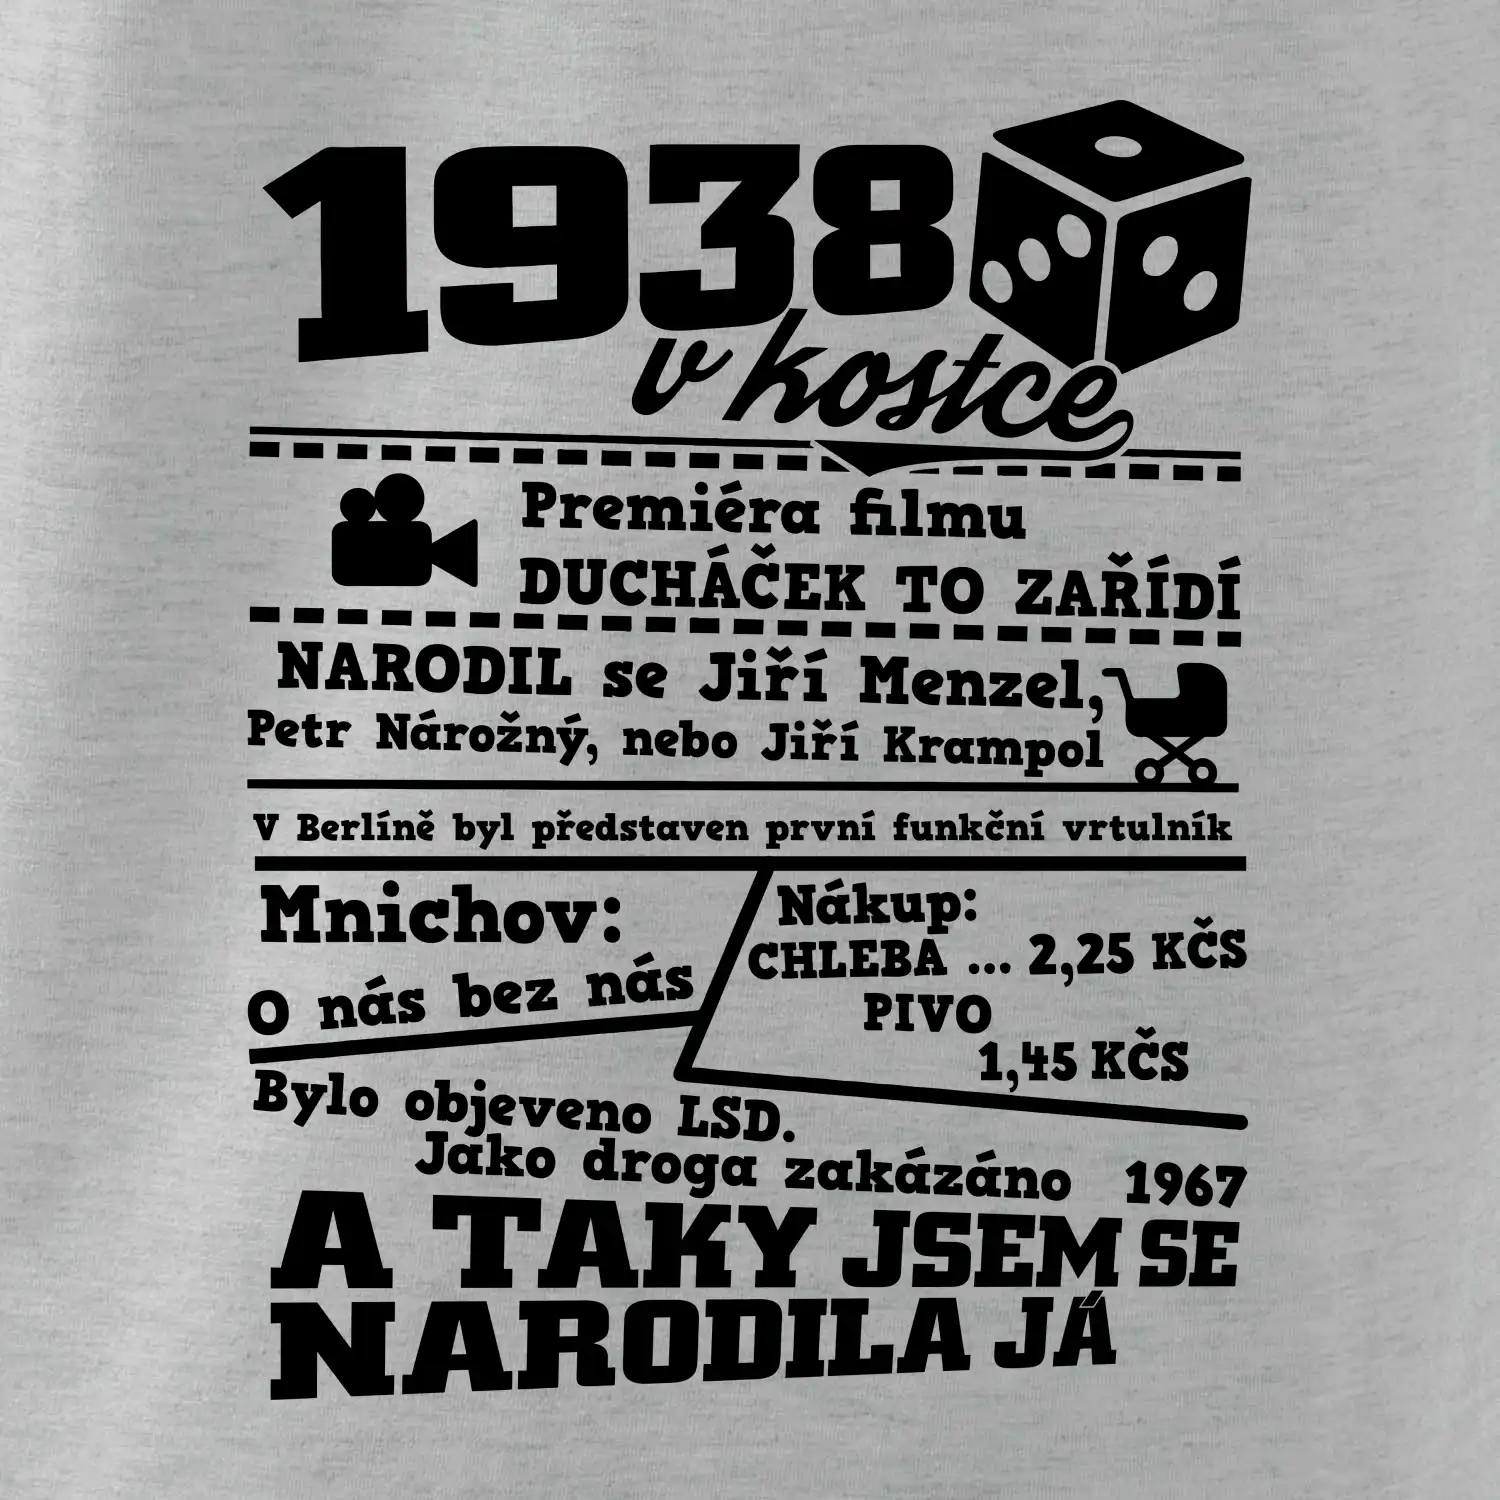 1938
v kostce
Premiéra filmu
DUCHÁČEK TO ZAŘÍDÍ
NARODIL se Jiří Menzel,
Petr Nárožný, nebo Jiří Krampol
V Berlíně byl představen první funkční vrtulník
Mnichov:
O nás bez nás
Nákup:
CHLEBA ... 2,25 KČS
PIVO
1,45 KČS
Bylo objeveno LSD.
Jako droga zakázáno 1967
A TAKY JSEM SE
NARODILA JÁ